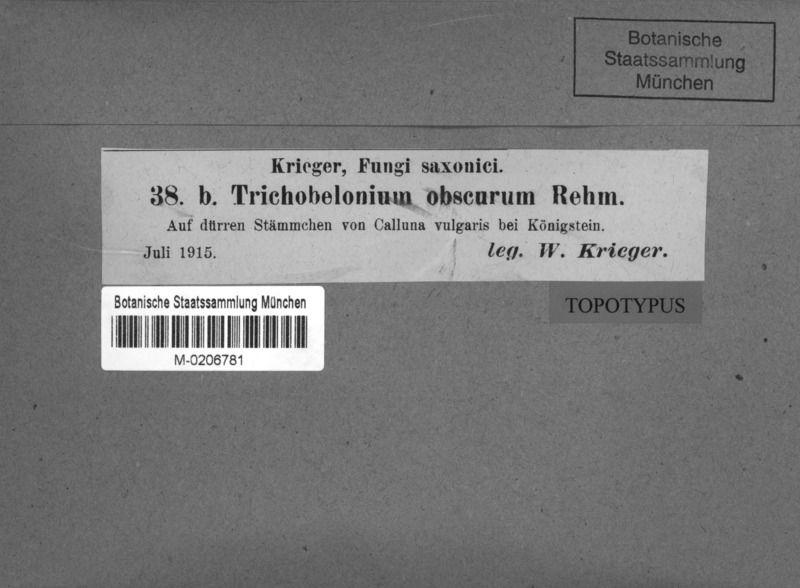 Botanische
Staatssammlung
München
Krieger, Fungi saxonici.
38. b. Trichobelonium obscurum Rehm.
Auf dürren Stämmchen von Calluna vulgaris bei Königstein.
Juli 1915. leg. W. Krieger.
Botanische Staatssammlung München
M-0206781
TOPOTYPUS